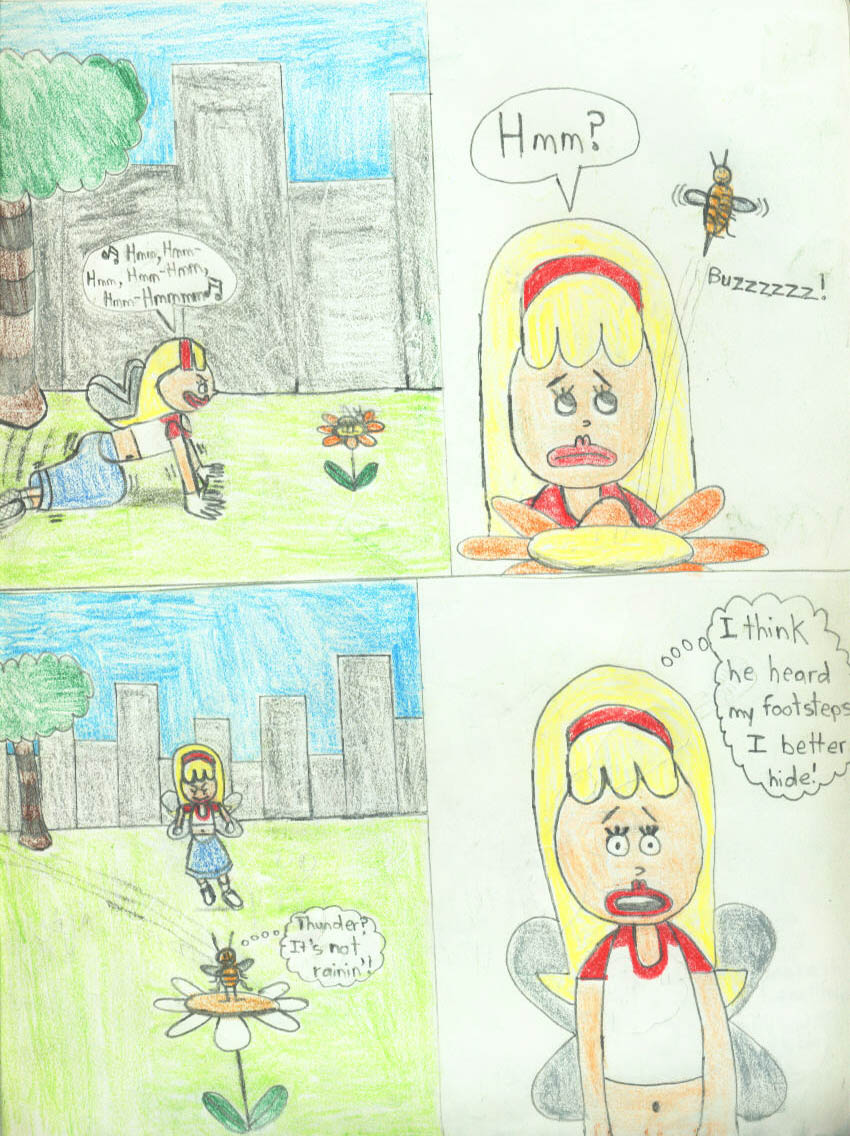 ♫ Hmm, Hmm-
Hmm, Hmm-Hmm,
Hmm-Hmmmm ♫
Hmm?
Buzzzzzz!
Thunder?
It's not
rainin'!
I think
he heard
my footsteps
I better
hide!